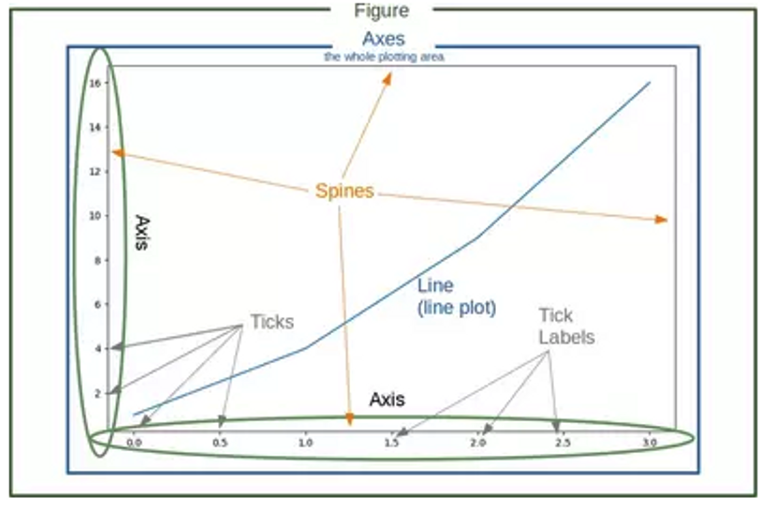 Figure
Axes
the whole plotting area
16
14
12
Spines
10
Axis
8
Line
(line plot)
6
Ticks
Tick
Labels
4
2
Axis
0.0 0.5 1.0 1.5 2.0 2.5 3.0